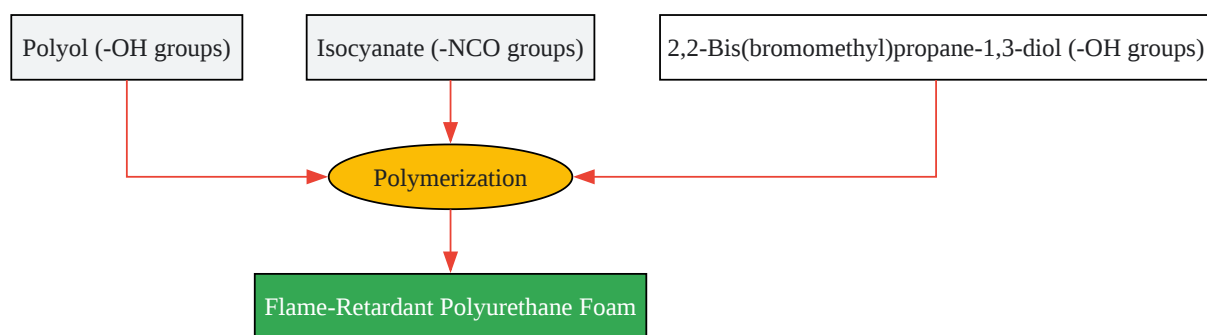 Polyol (-OH groups)
Isocyanate (-NCO groups)
2,2-Bis(bromomethyl)propane-1,3-diol (-OH groups)
Polymerization
Flame-Retardant Polyurethane Foam